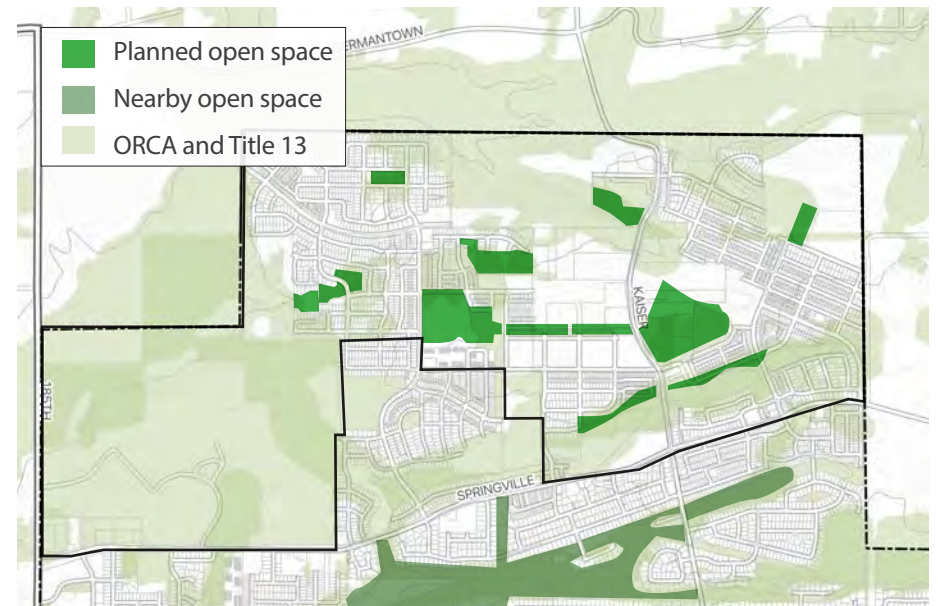 Planned open space
Nearby open space
ORCA and Title 13
ERMANTOWN
KAISER
185TH
SPRINGVILLE